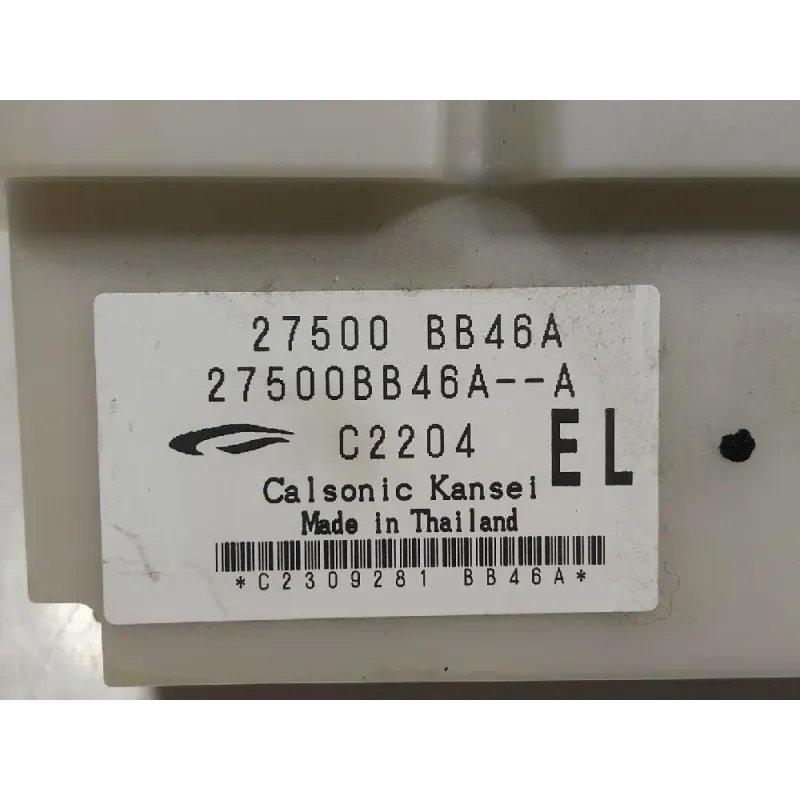 27500 BB46A
27500BB46A--A
C2204 EL
Calsonic Kansei
Made in Thailand
*C2309281 BB46A*